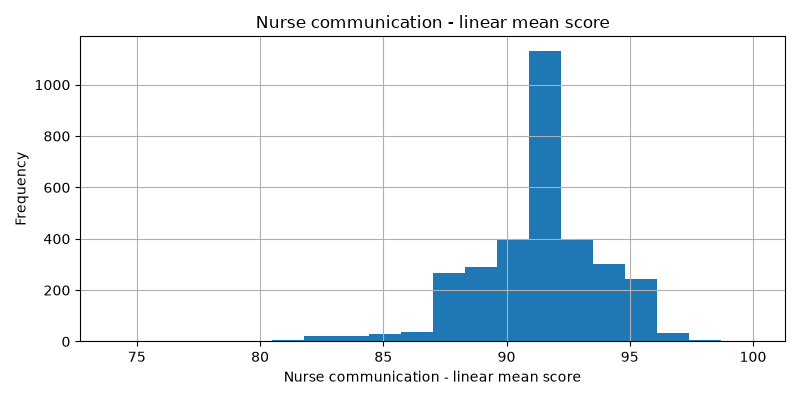 Nurse communication - linear mean score
1000
800
600
400
200
0
Frequency
75 80 85 90 95 100
Nurse communication - linear mean score